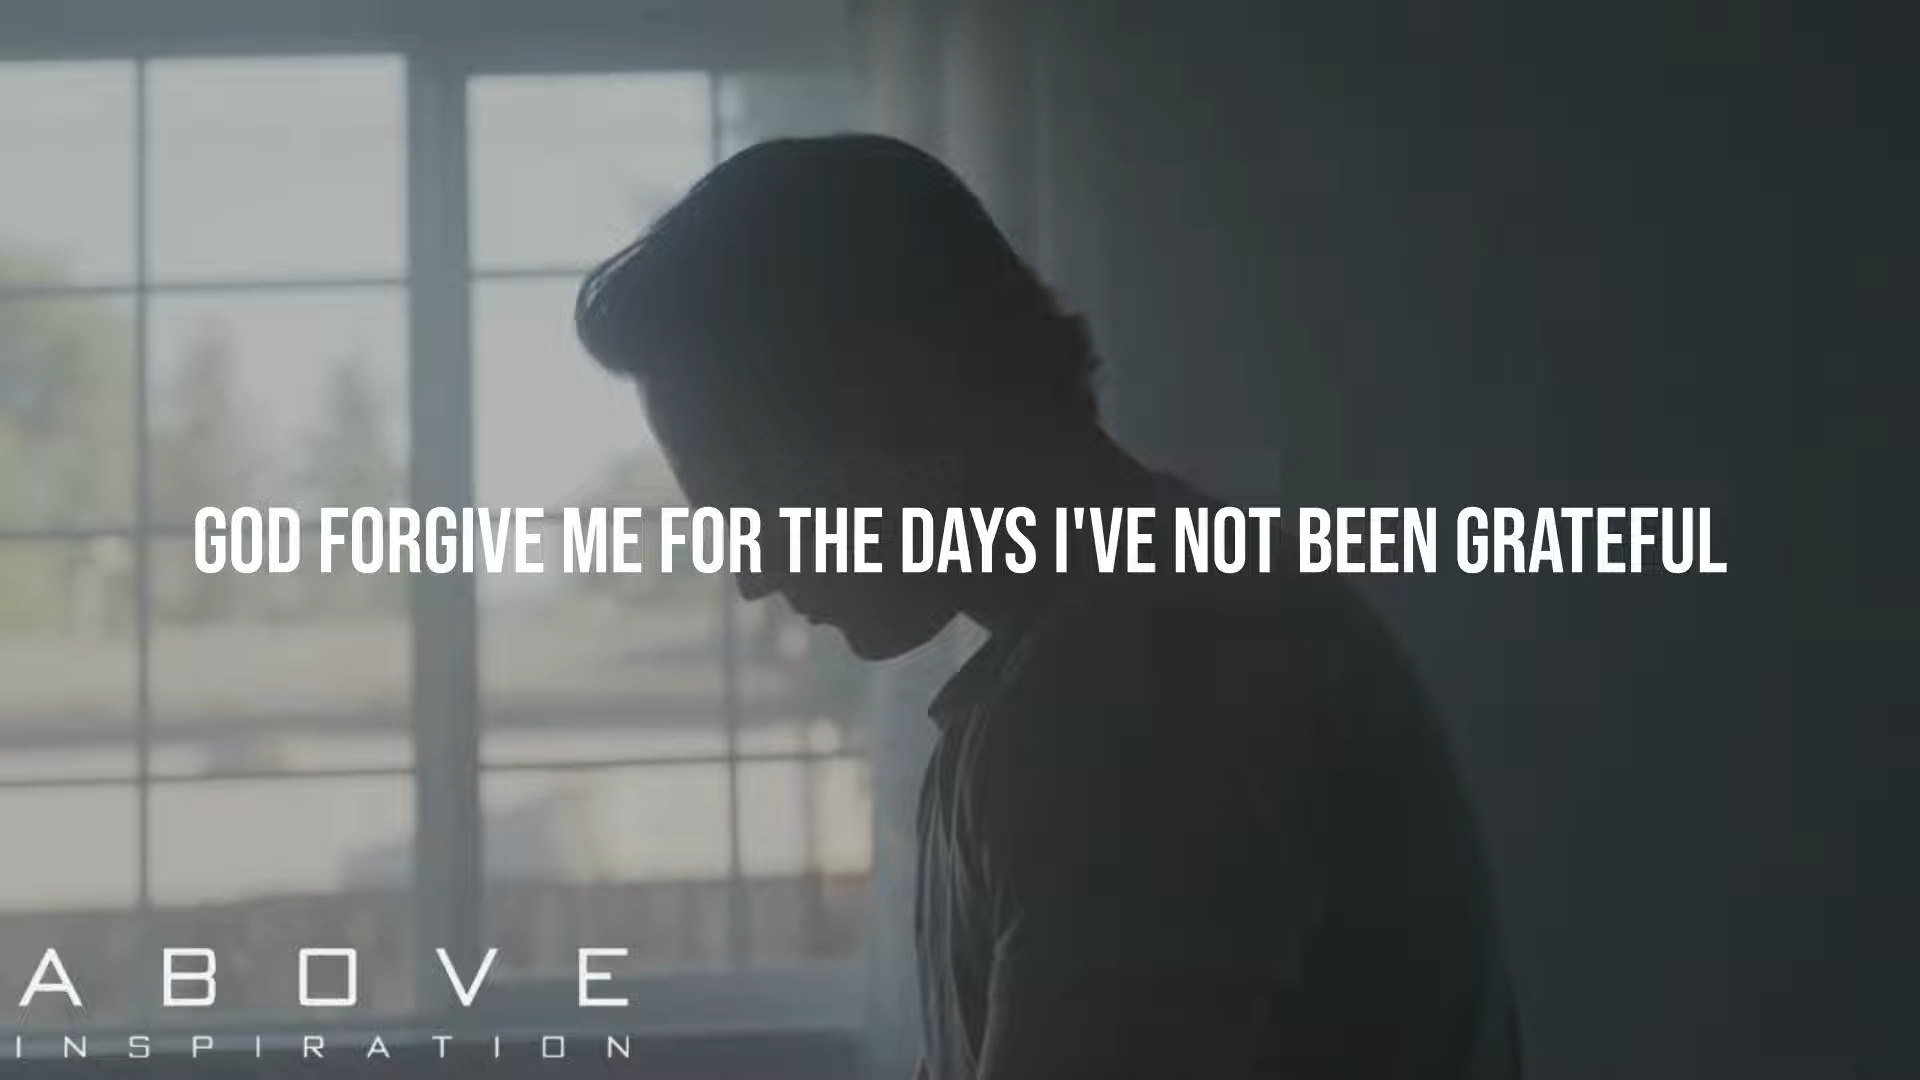 GOD FORGIVE ME FOR THE DAYS I'VE NOT BEEN GRATEFUL
ABOVE
INSPIRATION